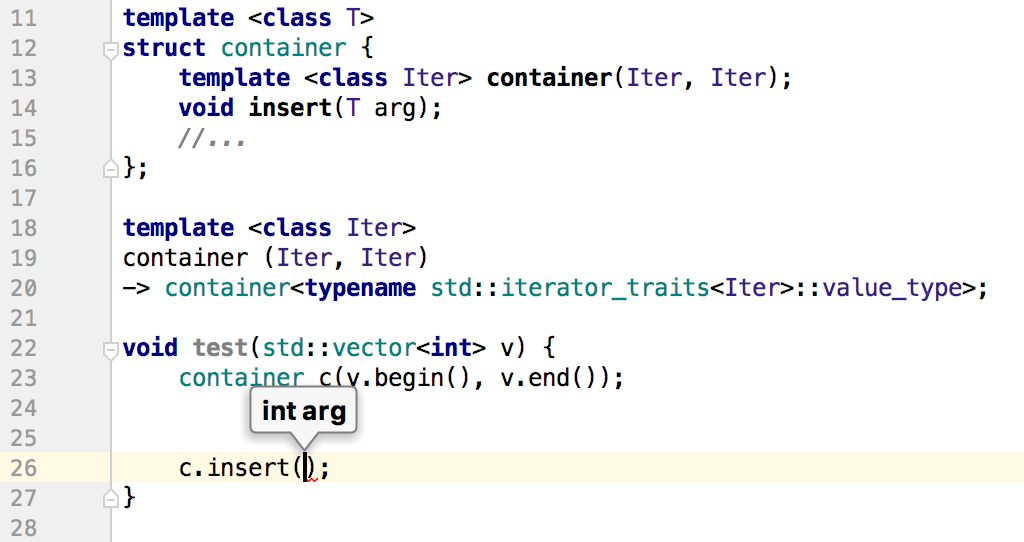 11 template <class T>
12 struct container {
13     template <class Iter> container(Iter, Iter);
14     void insert(T arg);
15     //...
16 };
17
18 template <class Iter>
19 container (Iter, Iter)
20 -> container<typename std::iterator_traits<Iter>::value_type>;
21
22 void test(std::vector<int> v) {
23     container c(v.begin(), v.end());
24
int arg
25
26     c.insert();
27 }
28